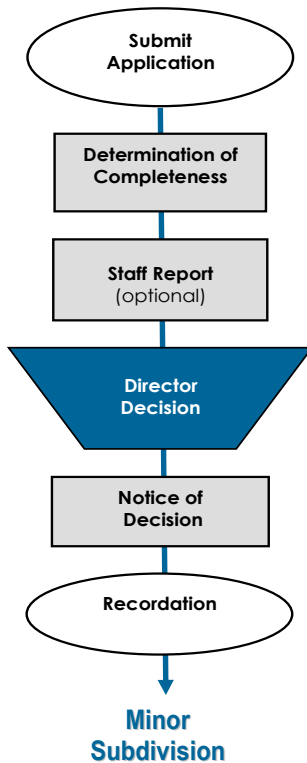 Submit
Application
Determination of
Completeness
Staff Report
(optional)
Director
Decision
Notice of
Decision
Recordation
Minor
Subdivision